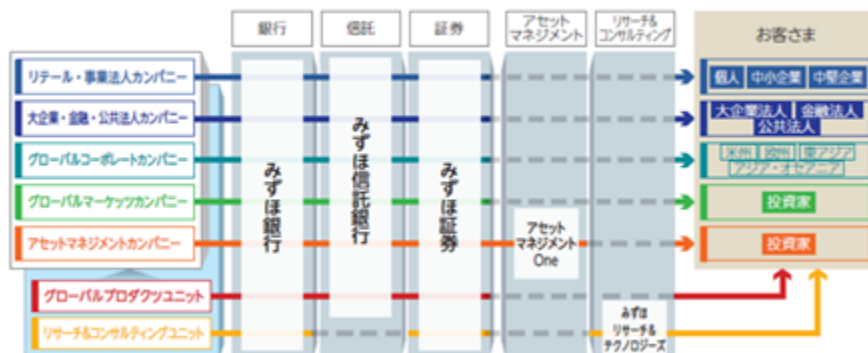 銀行
信託
証券
アセット
マネジメント
リサーチ&
コンサルティング
お客さま
リテール・事業法人カンパニー
大企業・金融・公共法人カンパニー
グローバルコーポレートカンパニー
グローバルマーケッツカンパニー
アセットマネジメントカンパニー
グローバルプロダクツユニット
リサーチ&コンサルティングユニット
みずほ銀行
みずほ信託銀行
みずほ証券
アセット
マネジメント
One
みずほ
リサーチ&
テクノロジーズ
個人 中小企業 中堅企業
大企業法人 金融法人
公共法人
米州 欧州 東アジア
アジア・オセアニア
投資家
投資家